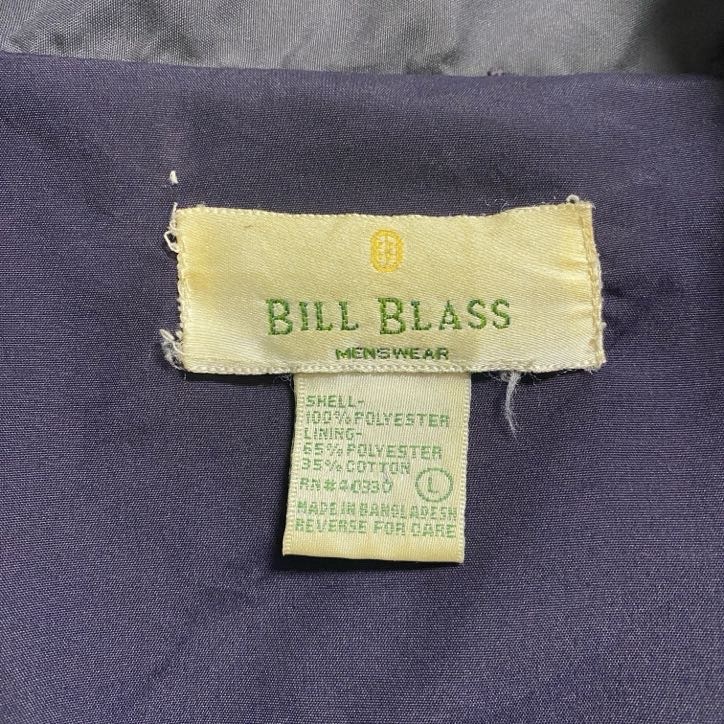 BILL BLASS
MENSWEAR
SHELL-
100% POLYESTER
LINING-
65% POLYESTER
35% COTTON
RN#40330 L
MADE IN BANGLADESH
REVERSE FOR CARE